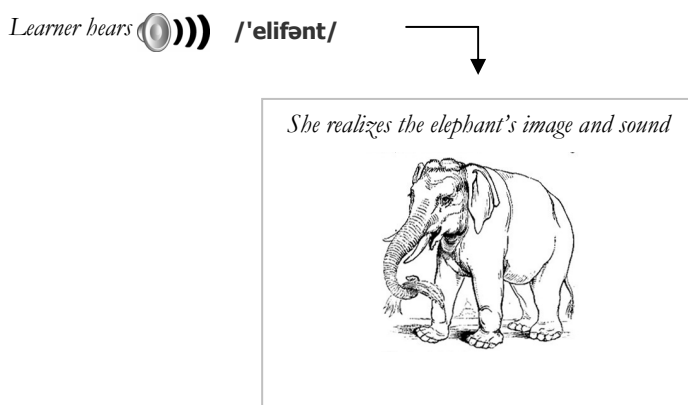 Learner hears /'elifənt/
She realizes the elephant's image and sound